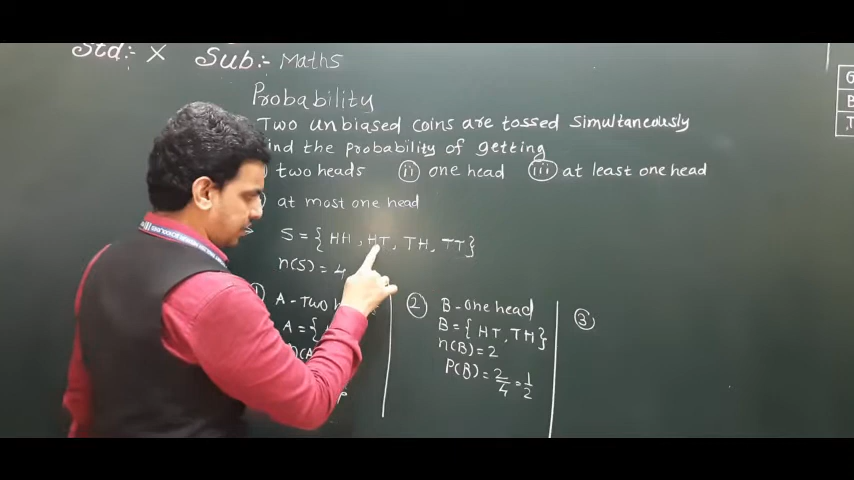 Std:- X Sub:- Maths
Probability
Two unbiased coins are tossed simultaneously
find the probability of getting
two heads (ii) one head (iii) at least one head
at most one head
S = { HH , HT , TH , TT }
n(S) = 4
① A - Two
A = {
② B - One head
B = { HT , TH }
n(B) = 2
P(B) = 2/4 = 1/2
③
G
B
T